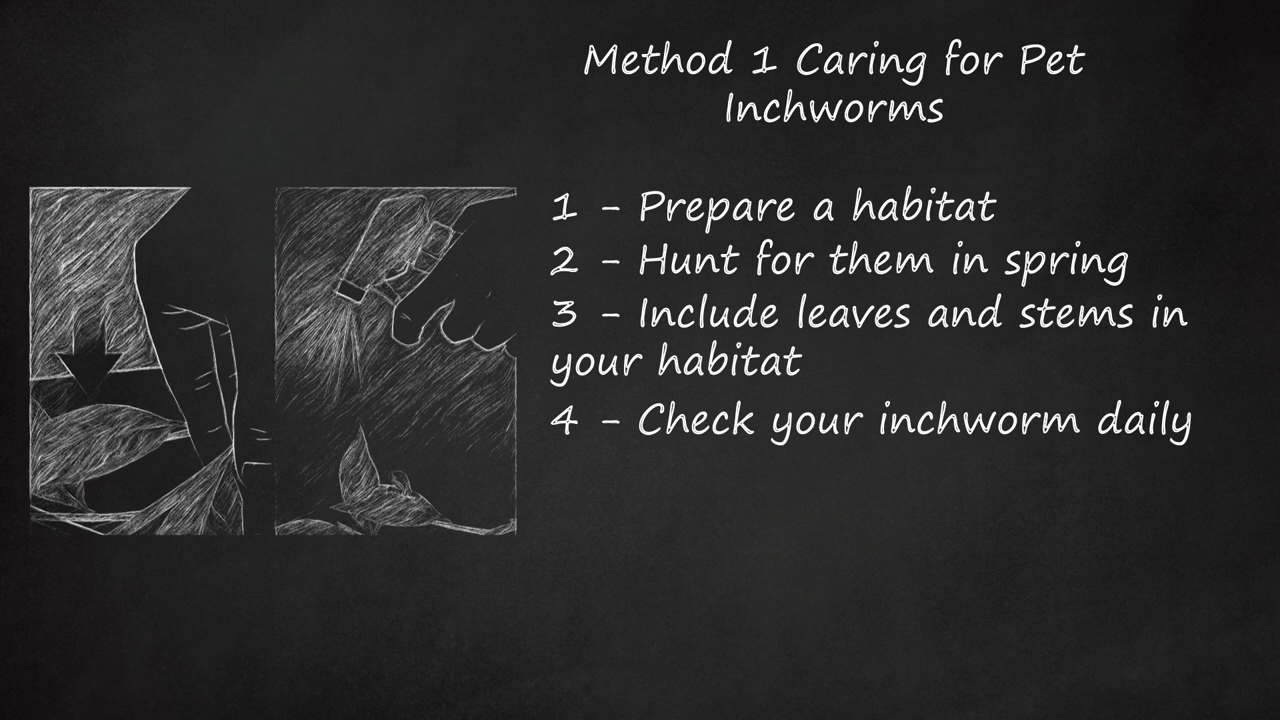 Method 1 Caring for Pet
Inchworms
1 - Prepare a habitat
2 - Hunt for them in spring
3 - Include leaves and stems in
your habitat
4 - Check your inchworm daily